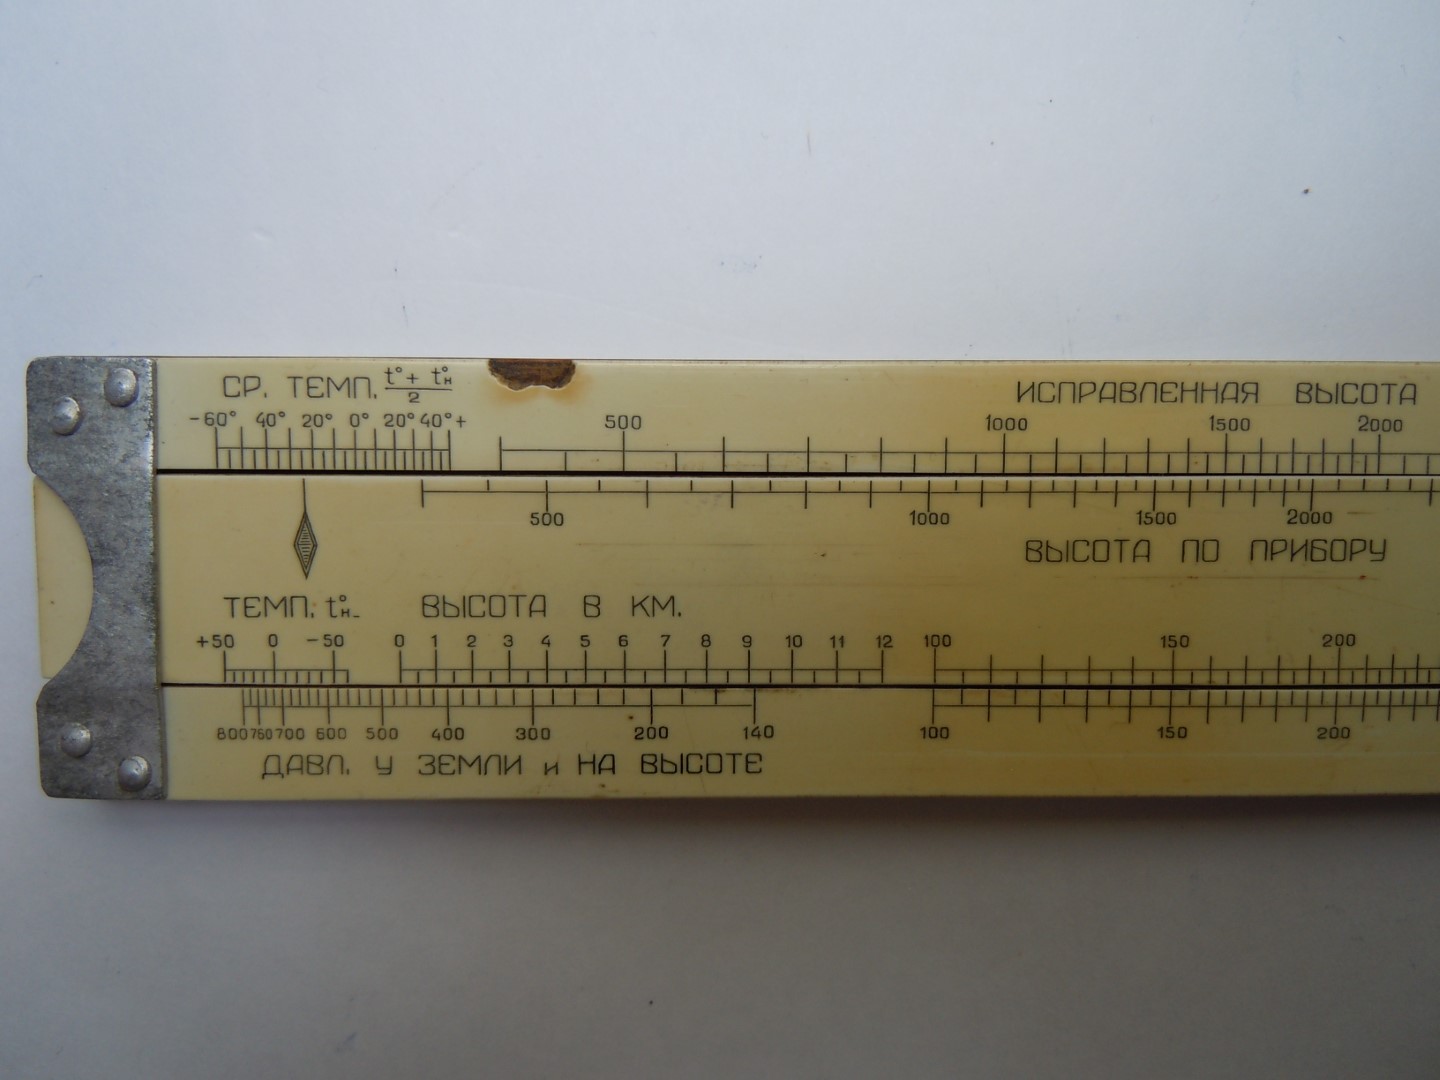 СР. ТЕМП. t°+t°н/2 ИСПРАВЛЕННАЯ ВЫСОТА
-60° 40° 20° 0° 20° 40°+ 500 1000 1500 2000
500 1000 1500 2000
ВЫСОТА ПО ПРИБОРУ
ТЕМП. t°н- ВЫСОТА В КМ.
+50 0 -50 0 1 2 3 4 5 6 7 8 9 10 11 12 100 150 200
800 760 700 600 500 400 300 200 140 100 150 200
ДАВЛ. У ЗЕМЛИ и НА ВЫСОТЕ